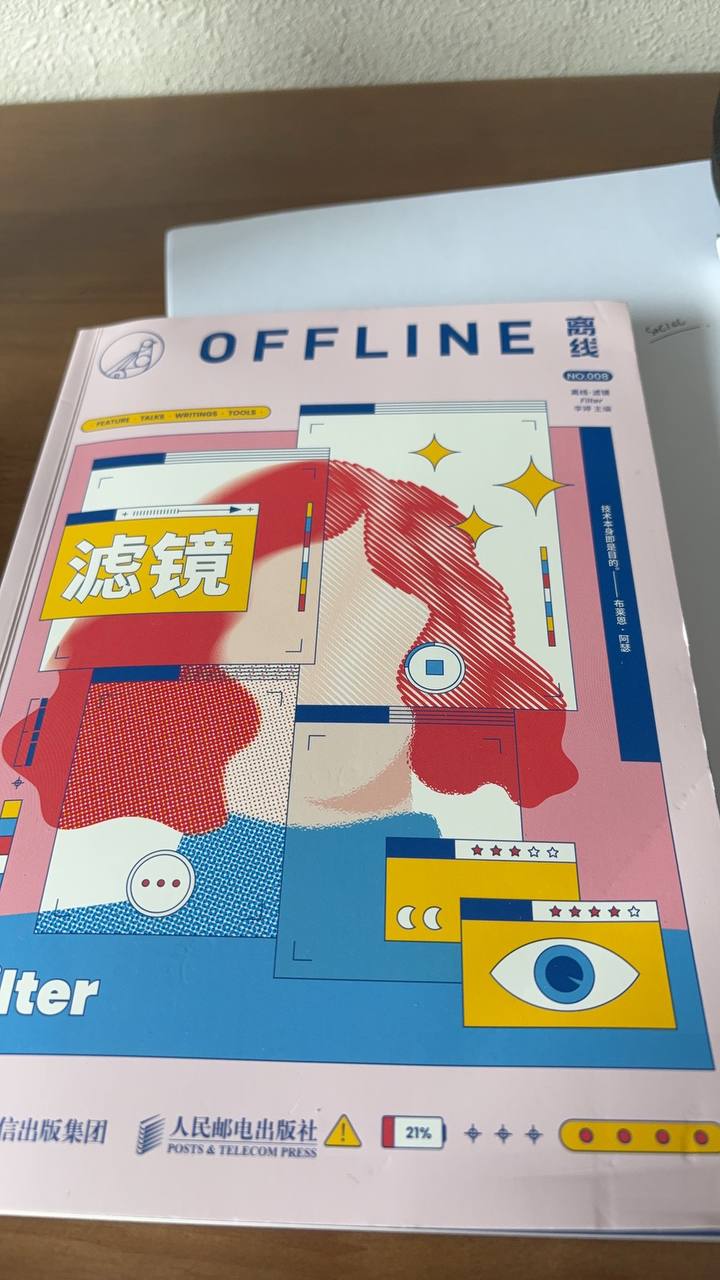 OFFLINE
离线
NO.008
离线·滤镜
Filter
李婷 主编
social
FEATURE · TALKS · WRITINGS · TOOLS
滤镜
技术本身即是目的。——布莱恩·阿瑟
ilter
信出版集团
人民邮电出版社
POSTS & TELECOM PRESS
21%